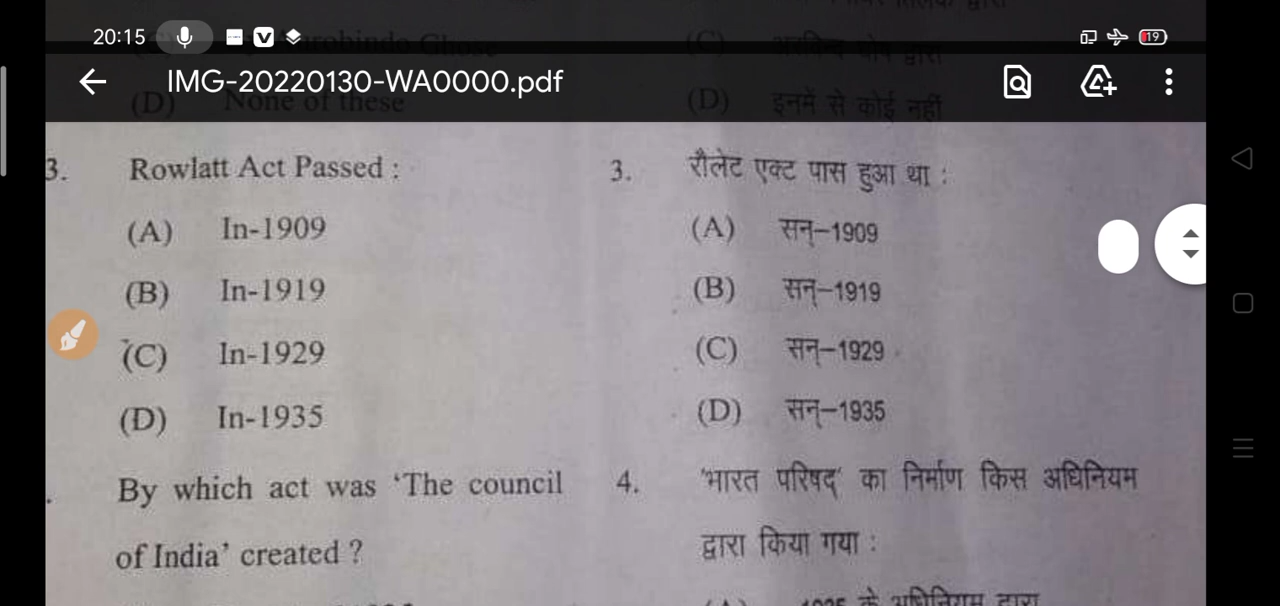 20:15
19
IMG-20220130-WA0000.pdf
(D) None of these
(D) इनमें से कोई नहीं
3. Rowlatt Act Passed :
(A) In-1909
(B) In-1919
(C) In-1929
(D) In-1935
By which act was ‘The council
of India’ created ?
3. रौलेट एक्ट पास हुआ था :
(A) सन्–1909
(B) सन्–1919
(C) सन्–1929
(D) सन्–1935
4. 'भारत परिषद्' का निर्माण किस अधिनियम
द्वारा किया गया :